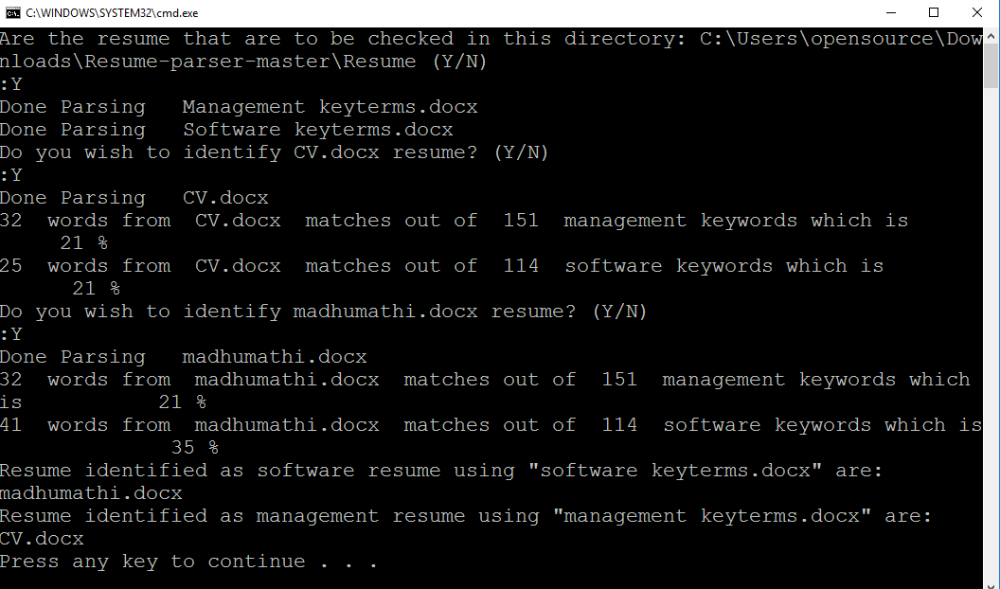 C:\WINDOWS\SYSTEM32\cmd.exe
Are the resume that are to be checked in this directory: C:\Users\opensource\Dow
nloads\Resume-parser-master\Resume (Y/N)
:Y
Done Parsing   Management keyterms.docx
Done Parsing   Software keyterms.docx
Do you wish to identify CV.docx resume? (Y/N)
:Y
Done Parsing   CV.docx
32  words from  CV.docx  matches out of  151  management keywords which is
     21 %
25  words from  CV.docx  matches out of  114  software keywords which is
      21 %
Do you wish to identify madhumathi.docx resume? (Y/N)
:Y
Done Parsing   madhumathi.docx
32  words from  madhumathi.docx  matches out of  151  management keywords which
is           21 %
41  words from  madhumathi.docx  matches out of  114  software keywords which is
              35 %
Resume identified as software resume using "software keyterms.docx" are:
madhumathi.docx
Resume identified as management resume using "management keyterms.docx" are:
CV.docx
Press any key to continue . . .